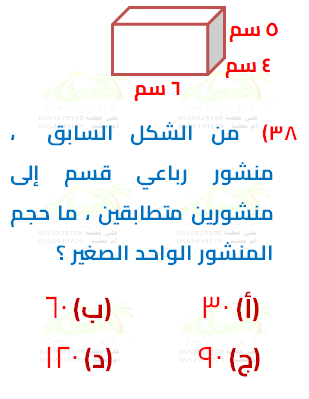 ٥ سم
٤ سم
٦ سم
٣٨) من الشكل السابق ،
منشور رباعي قسم إلى
منشورين متطابقين ، ما حجم
المنشور الواحد الصغير ؟
(أ) ٣٠ (ب) ٦٠
(ج) ٩٠ (د) ١٢٠